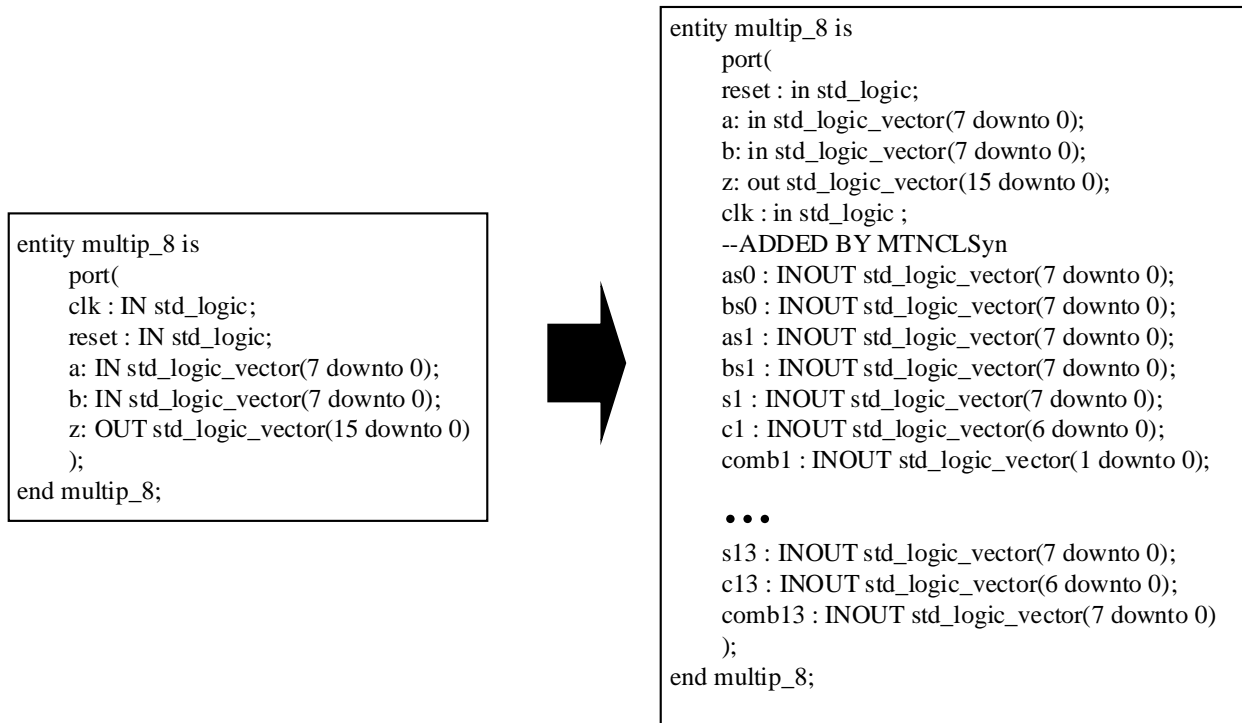 entity multip_8 is
port(
clk : IN std_logic;
reset : IN std_logic;
a: IN std_logic_vector(7 downto 0);
b: IN std_logic_vector(7 downto 0);
z: OUT std_logic_vector(15 downto 0)
);
end multip_8;
entity multip_8 is
port(
reset : in std_logic;
a: in std_logic_vector(7 downto 0);
b: in std_logic_vector(7 downto 0);
z: out std_logic_vector(15 downto 0);
clk : in std_logic ;
--ADDED BY MTNCLSyn
as0 : INOUT std_logic_vector(7 downto 0);
bs0 : INOUT std_logic_vector(7 downto 0);
as1 : INOUT std_logic_vector(7 downto 0);
bs1 : INOUT std_logic_vector(7 downto 0);
s1 : INOUT std_logic_vector(7 downto 0);
c1 : INOUT std_logic_vector(6 downto 0);
comb1 : INOUT std_logic_vector(1 downto 0);
•••
s13 : INOUT std_logic_vector(7 downto 0);
c13 : INOUT std_logic_vector(6 downto 0);
comb13 : INOUT std_logic_vector(7 downto 0)
);
end multip_8;